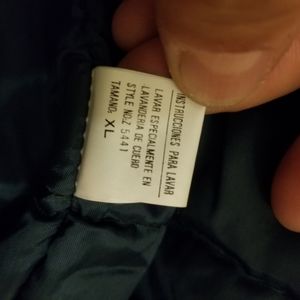 INSTRUCCIONES PARA LAVAR
LAVAR ESPECIALMENTE EN
LAVANDERIA DE CUERO
STYLE NO:Z 5441
TAMANO: XL